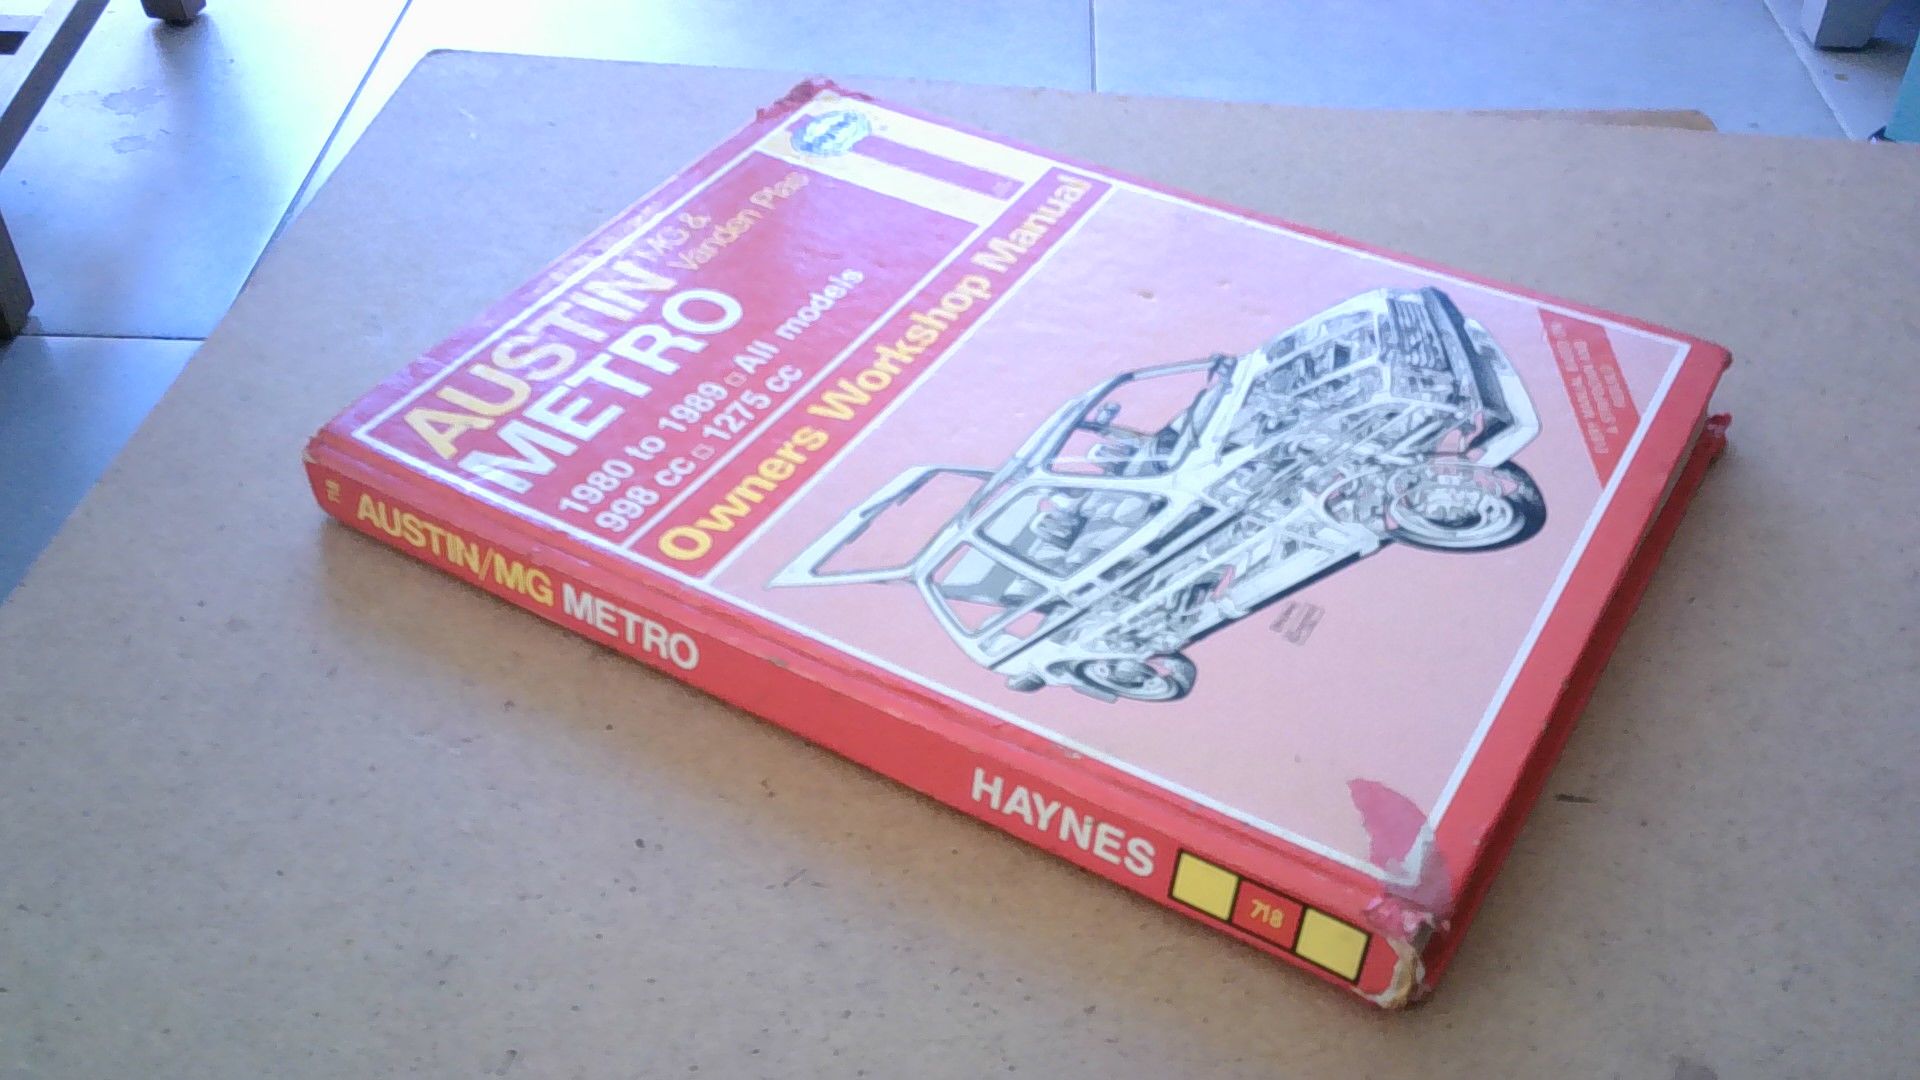 AUSTIN MG &
Vanden Plas
METRO
1980 to 1989 □ All models
998 cc □ 1275 cc
Owners Workshop Manual
718
AUSTIN/MG METRO
HAYNES
718